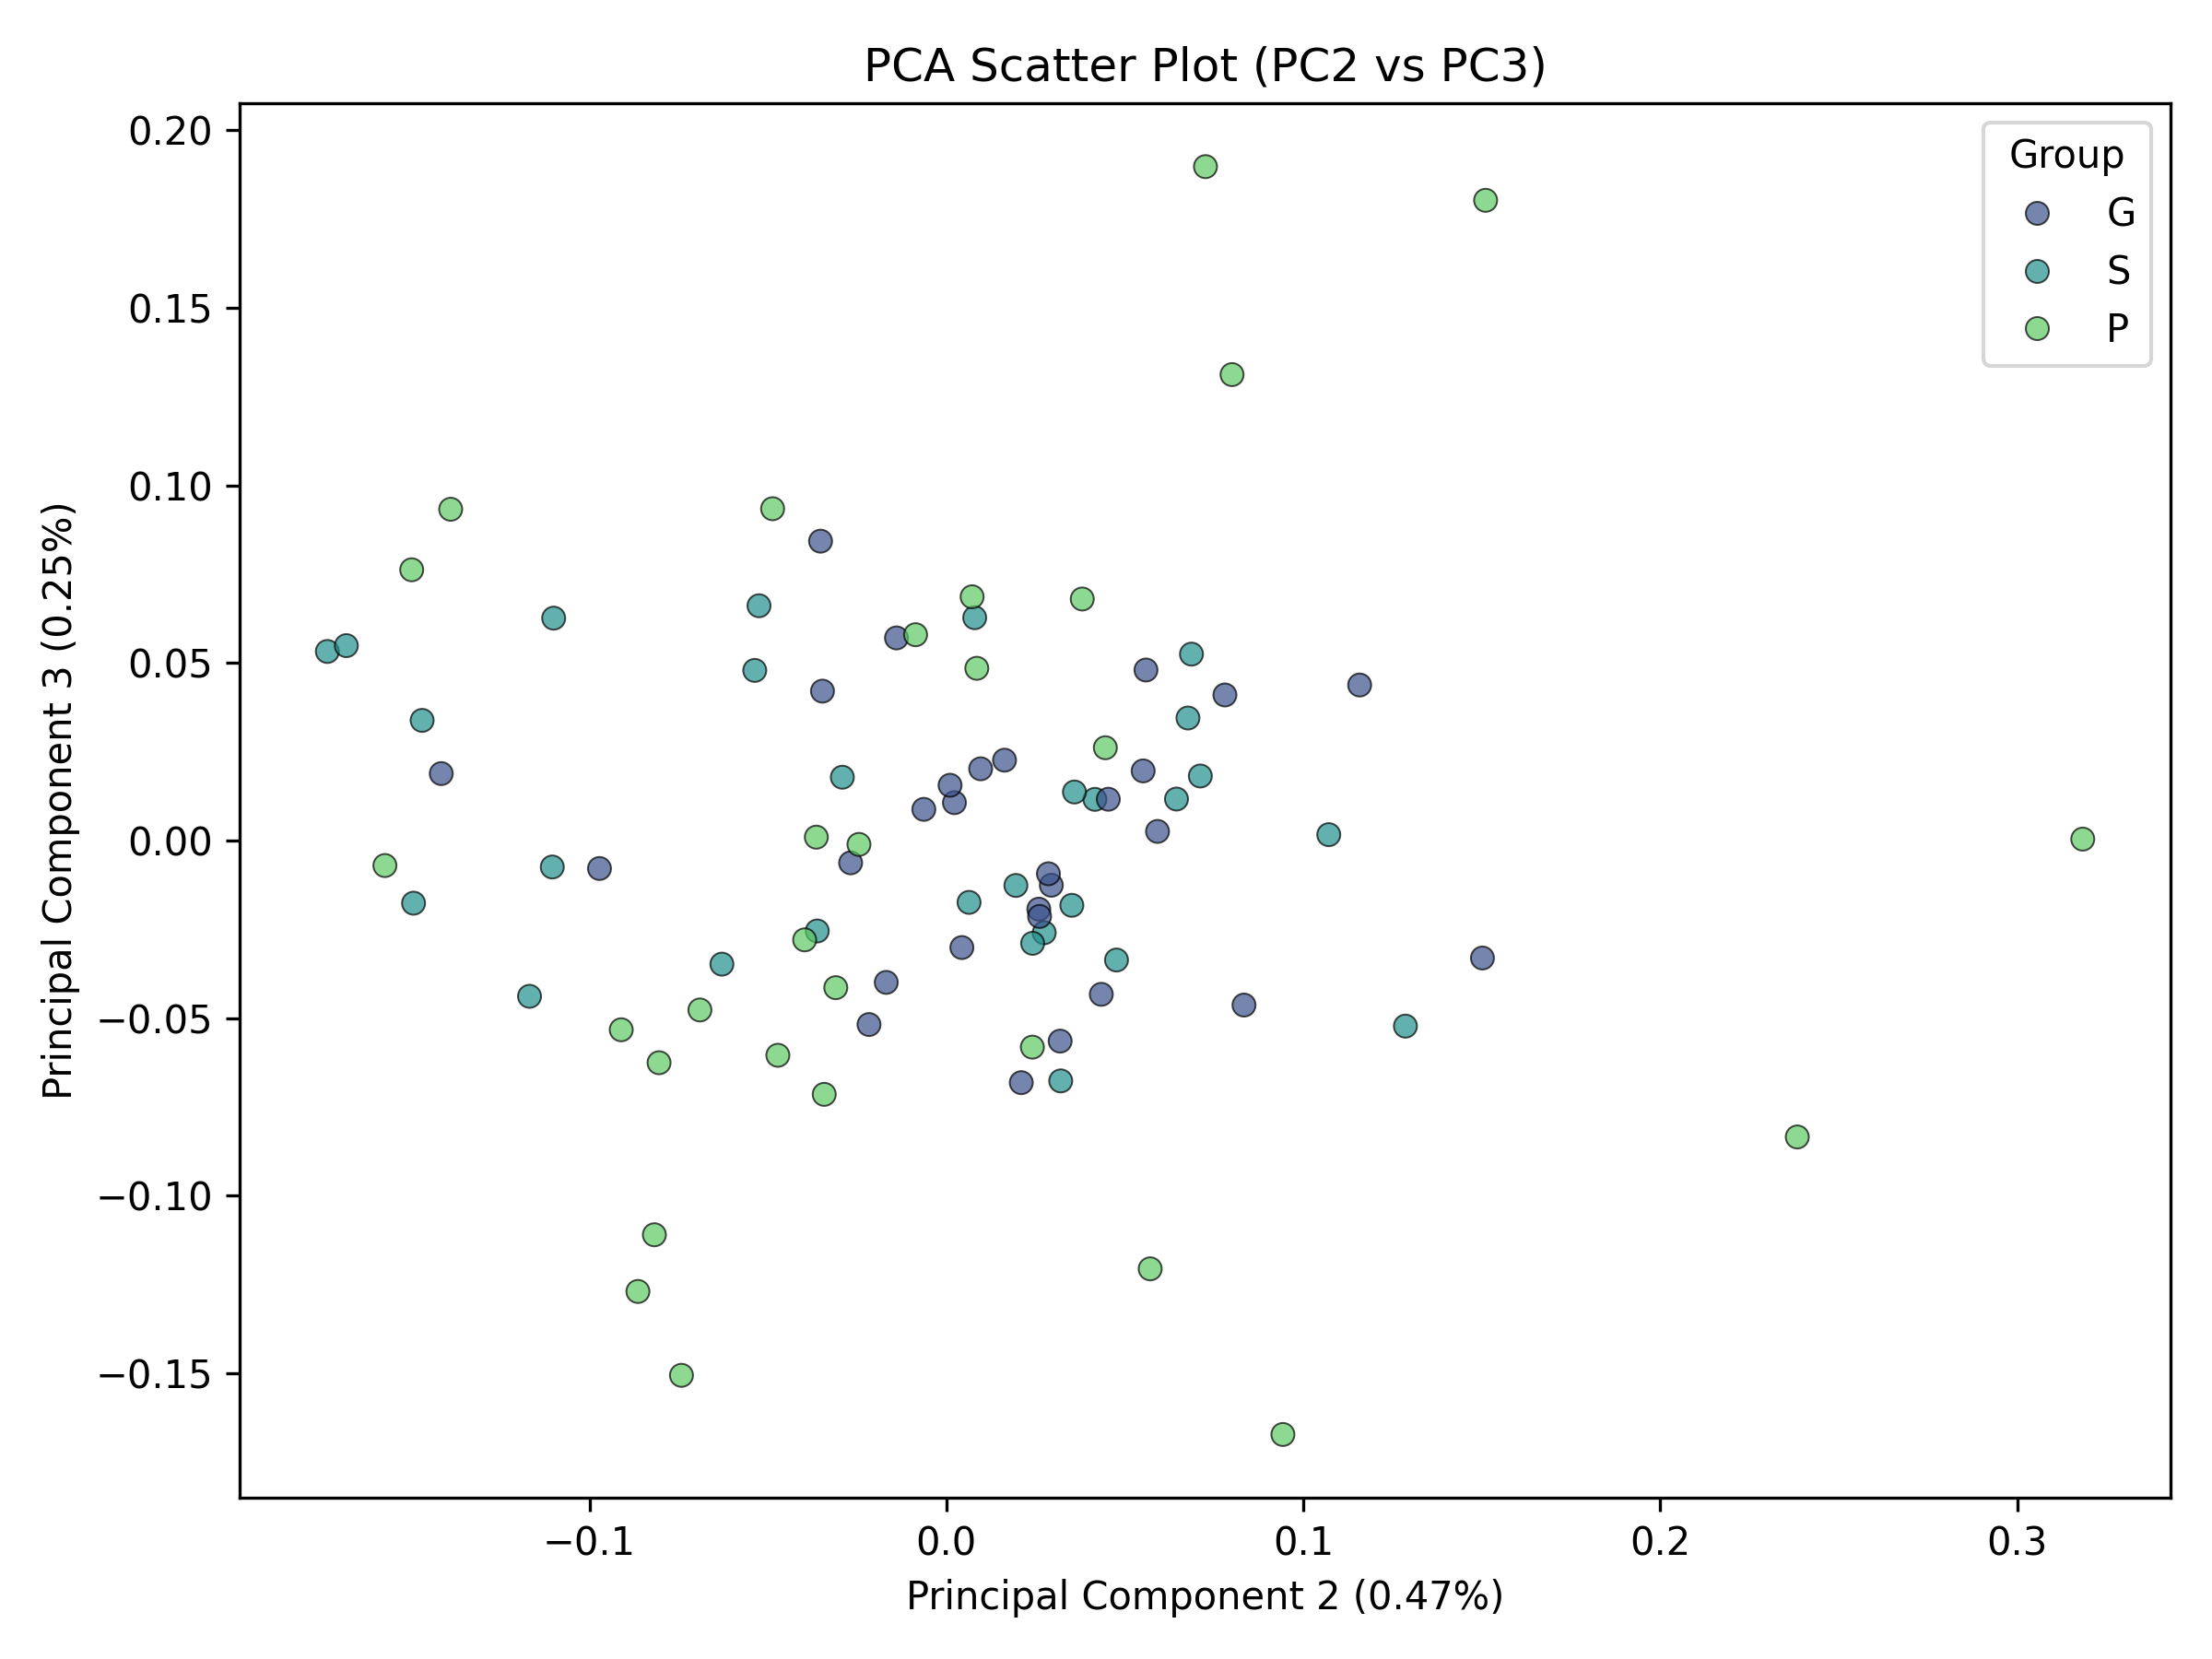 PCA Scatter Plot (PC2 vs PC3)
Group
G
S
P
0.20
0.15
0.10
0.05
0.00
−0.05
−0.10
−0.15
Principal Component 3 (0.25%)
−0.1
0.0
0.1
0.2
0.3
Principal Component 2 (0.47%)